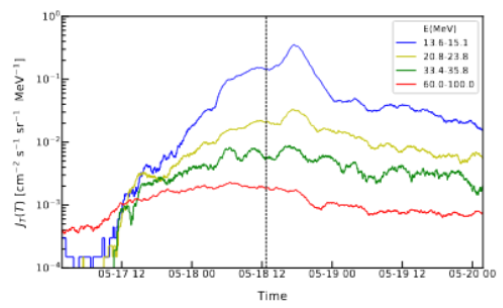 10⁰
10⁻¹
10⁻²
10⁻³
10⁻⁴
J_T(T) [cm⁻² s⁻¹ sr⁻¹ MeV⁻¹]
E(MeV)
13.6-15.1
20.8-23.8
33.4-35.8
60.0-100.0
05-17 12 05-18 00 05-18 12 05-19 00 05-19 12 05-20 00
Time